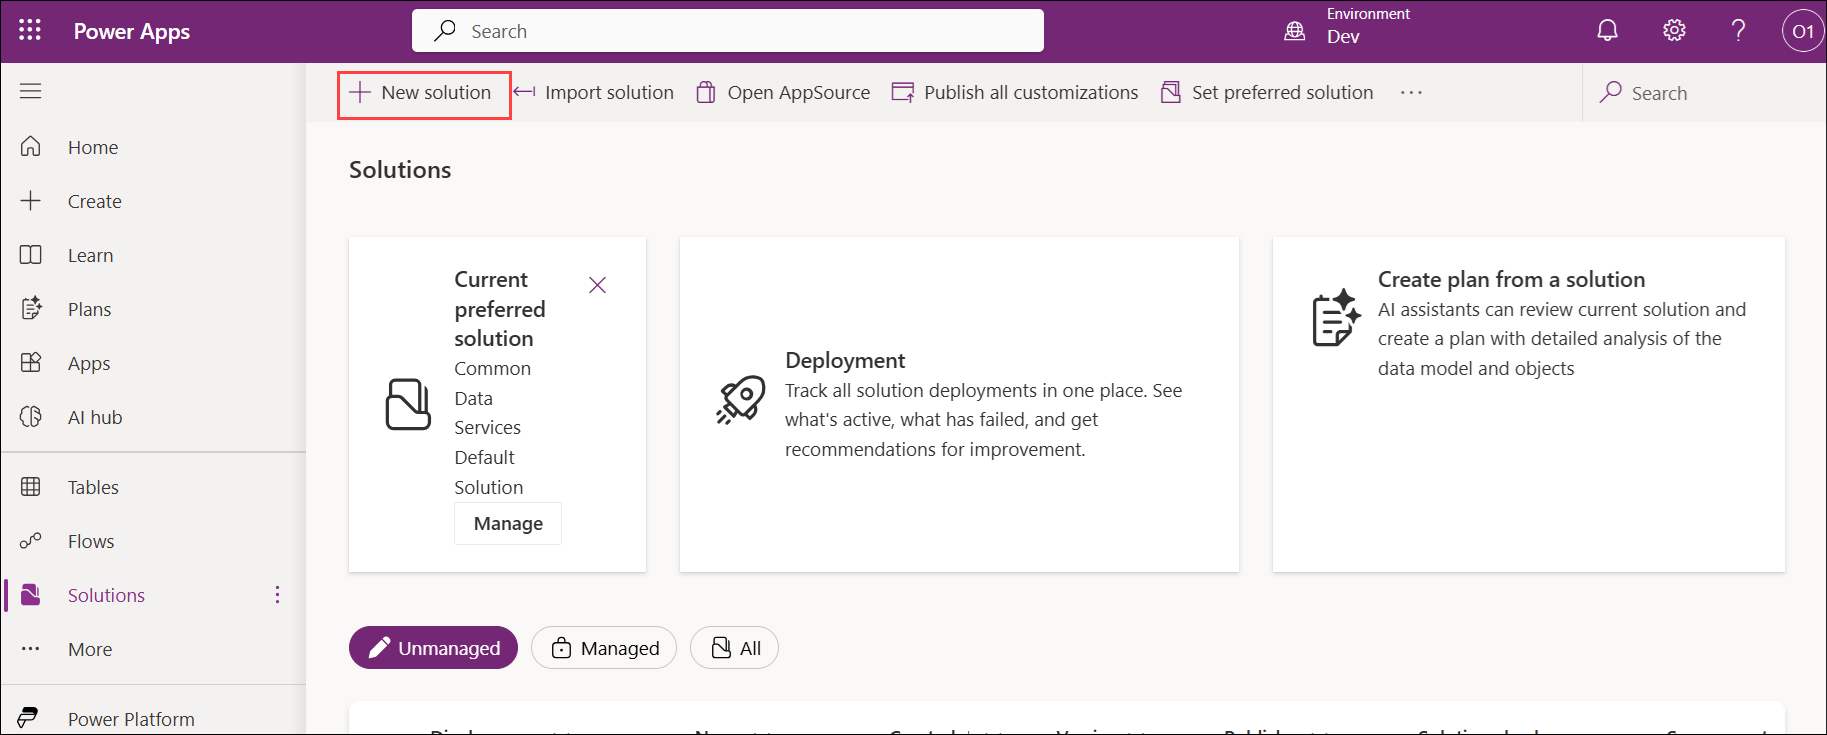 Power Apps
Search
Environment
Dev
O1
New solution
Import solution
Open AppSource
Publish all customizations
Set preferred solution
Search
Home
Create
Learn
Plans
Apps
AI hub
Tables
Flows
Solutions
More
Power Platform
Solutions
Current
preferred
solution
Common
Data
Services
Default
Solution
Manage
Deployment
Track all solution deployments in one place. See
what's active, what has failed, and get
recommendations for improvement.
Create plan from a solution
AI assistants can review current solution and
create a plan with detailed analysis of the
data model and objects
Unmanaged
Managed
All